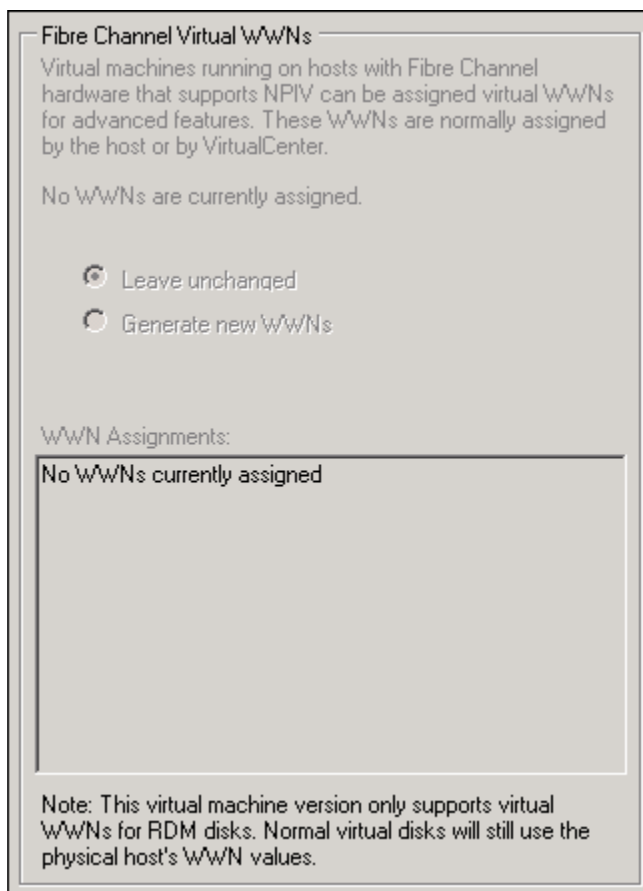 Fibre Channel Virtual WWNs
Virtual machines running on hosts with Fibre Channel
hardware that supports NPIV can be assigned virtual WWNs
for advanced features. These WWNs are normally assigned
by the host or by VirtualCenter.
No WWNs are currently assigned.
Leave unchanged
Generate new WWNs
WWN Assignments:
No WWNs currently assigned
Note: This virtual machine version only supports virtual
WWNs for RDM disks. Normal virtual disks will still use the
physical host's WWN values.